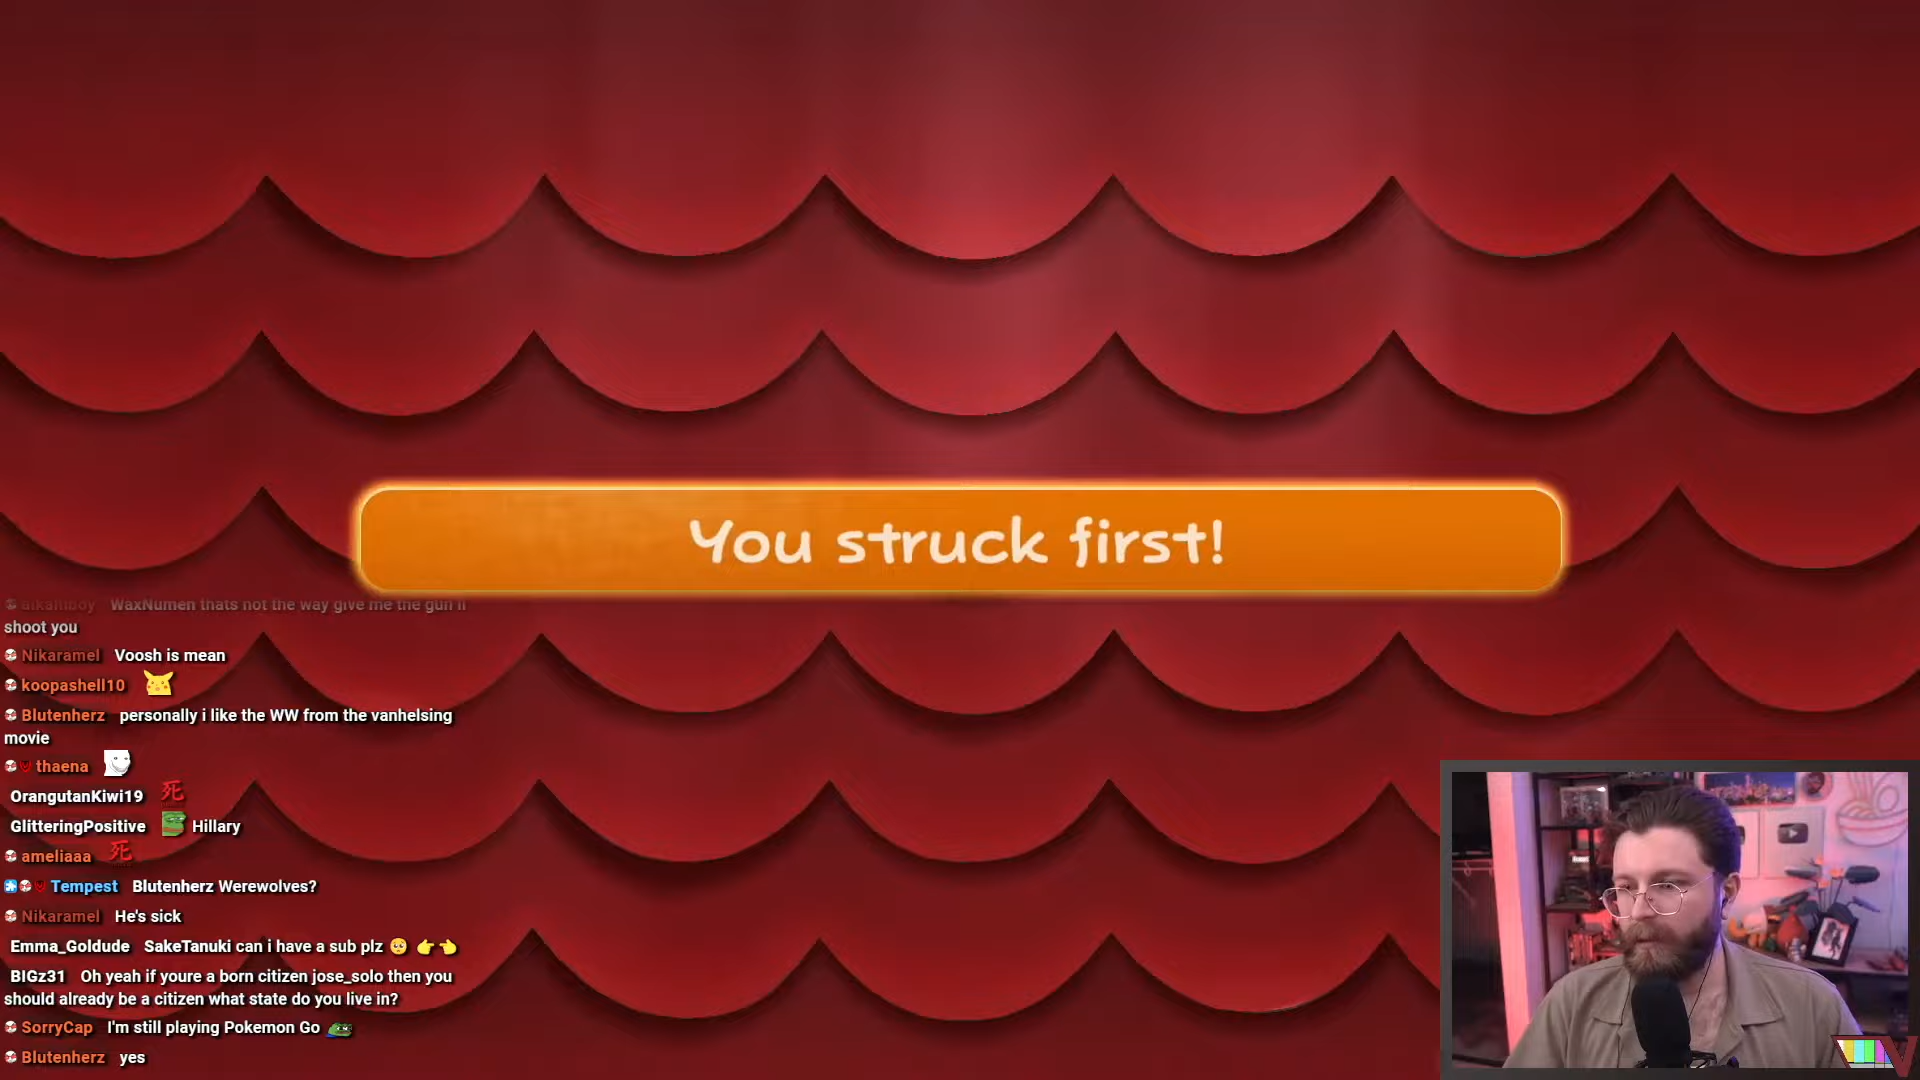 You struck first!
aikamboy WaxNumen thats not the way give me the gun il
shoot you
Nikaramel Voosh is mean
koopashell10
Blutenherz personally i like the WW from the vanhelsing
movie
thaena
OrangutanKiwi19 死
GlitteringPositive Hillary
ameliaaa 死
Tempest Blutenherz Werewolves?
Nikaramel He's sick
Emma_Goldude SakeTanuki can i have a sub plz 🥺 👉👈
BIGz31 Oh yeah if youre a born citizen jose_solo then you
should already be a citizen what state do you live in?
SorryCap I'm still playing Pokemon Go
Blutenherz yes